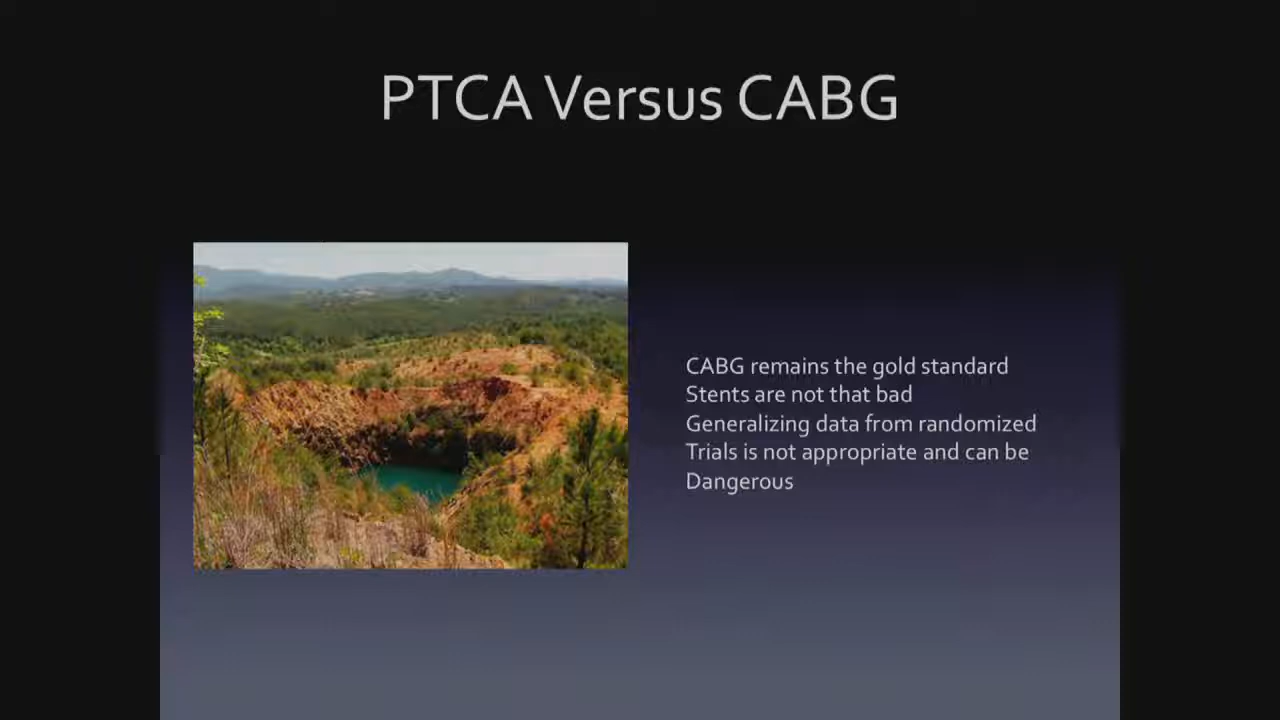 PTCA Versus CABG
CABG remains the gold standard
Stents are not that bad
Generalizing data from randomized
Trials is not appropriate and can be
Dangerous